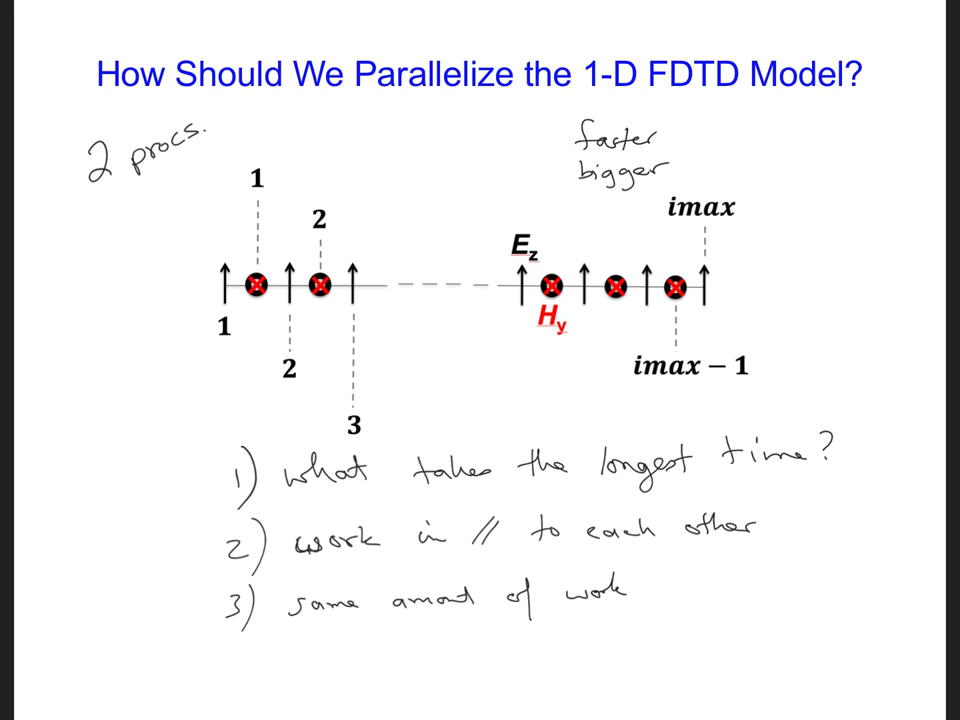 How Should We Parallelize the 1-D FDTD Model?
2 procs.
faster
bigger
1
2
imax
Ez
Hy
1
2
3
imax − 1
1) what takes the longest time?
2) work in // to each other
3) same amount of work